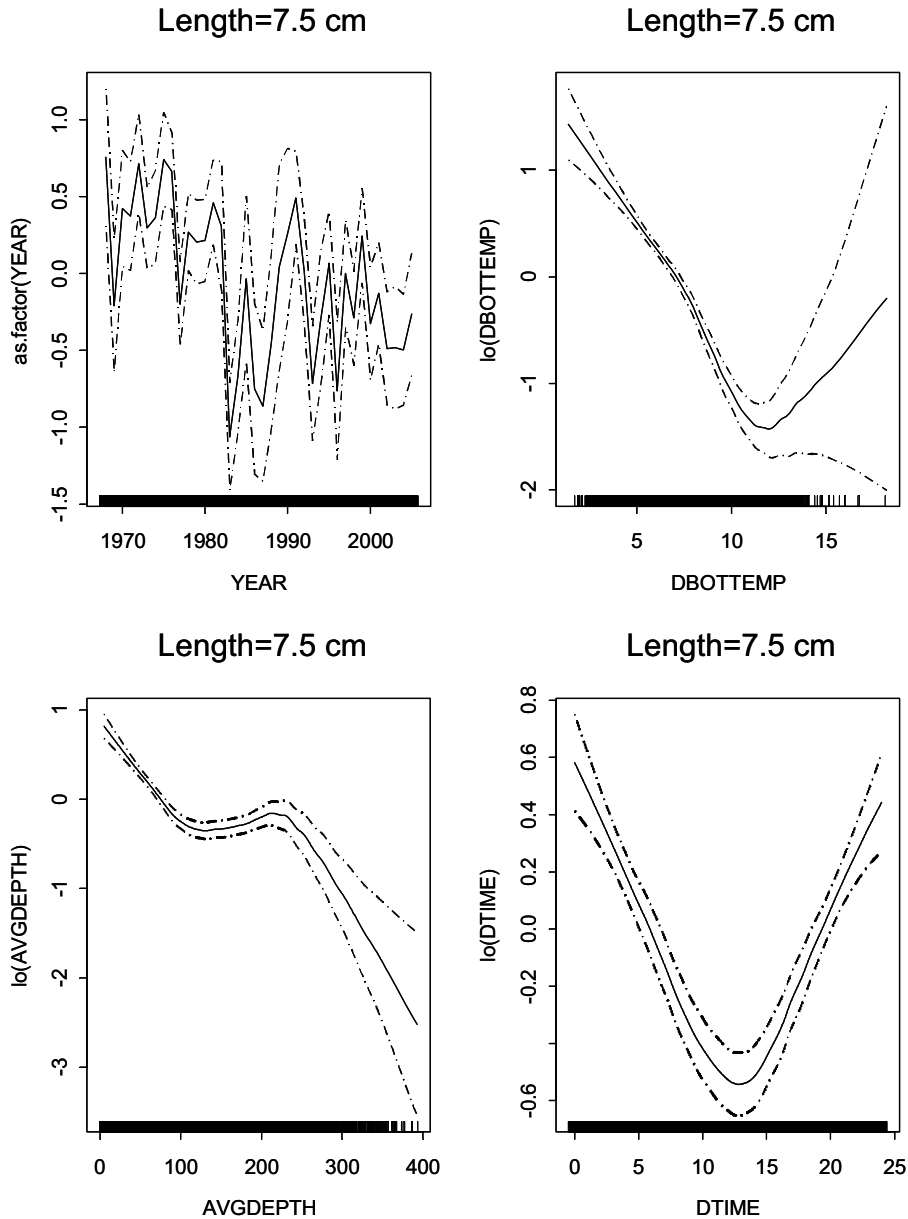 Length=7.5 cm
Length=7.5 cm
as.factor(YEAR)
1.0
0.5
0.0
-0.5
-1.0
-1.5
1970 1980 1990 2000
YEAR
lo(DBOTTEMP)
1
0
-1
-2
5 10 15
DBOTTEMP
Length=7.5 cm
Length=7.5 cm
lo(AVGDEPTH)
1
0
-1
-2
-3
0 100 200 300 400
AVGDEPTH
lo(DTIME)
0.8
0.6
0.4
0.2
0.0
-0.2
-0.6
0 5 10 15 20 25
DTIME